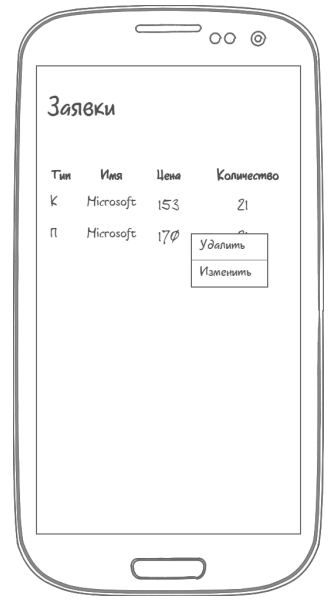 Заявки
Тип Имя Цена Количество
К Microsoft 153 21
П Microsoft 170
Удалить
Изменить